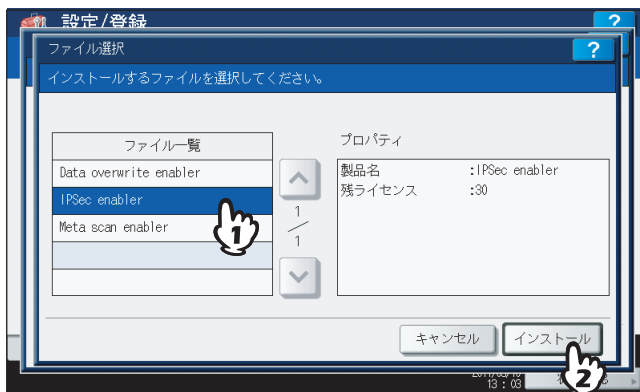 設定/登録
?
ファイル選択
?
インストールするファイルを選択してください。
ファイル一覧
Data overwrite enabler
IPSec enabler
Meta scan enabler
1
1
1
プロパティ
製品名 :IPSec enabler
残ライセンス :30
キャンセル
インストール
2
13:03